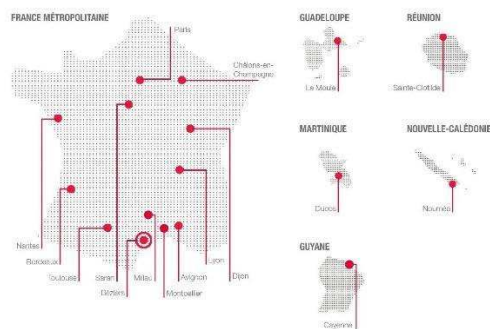 FRANCE MÉTROPOLITAINE
Paris
Châlons-en-
Champagne
Nantes
Bordeaux
Toulouse
Saran
Béziers
Millau
Montpellier
Avignon
Lyon
Dijon
GUADELOUPE
Le Moule
RÉUNION
Sainte-Clotilde
MARTINIQUE
Ducos
NOUVELLE-CALÉDONIE
Nouméa
GUYANE
Cayenne